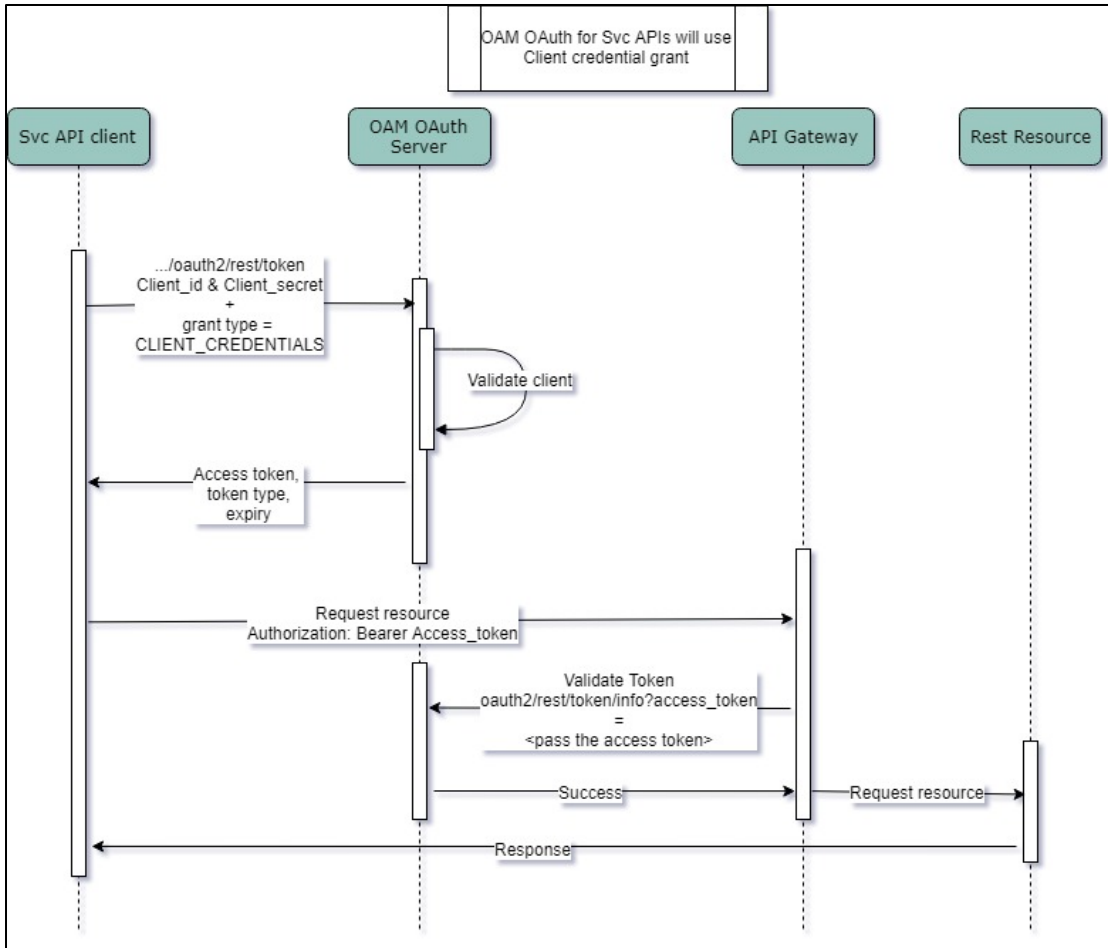 OAM OAuth for Svc APIs will use
Client credential grant
Svc API client
OAM OAuth
Server
API Gateway
Rest Resource
.../oauth2/rest/token
Client_id & Client_secret
+
grant type =
CLIENT_CREDENTIALS
Validate client
Access token,
token type,
expiry
Request resource
Authorization: Bearer Access_token
Validate Token
oauth2/rest/token/info?access_token
=
<pass the access token>
Success
Request resource
Response